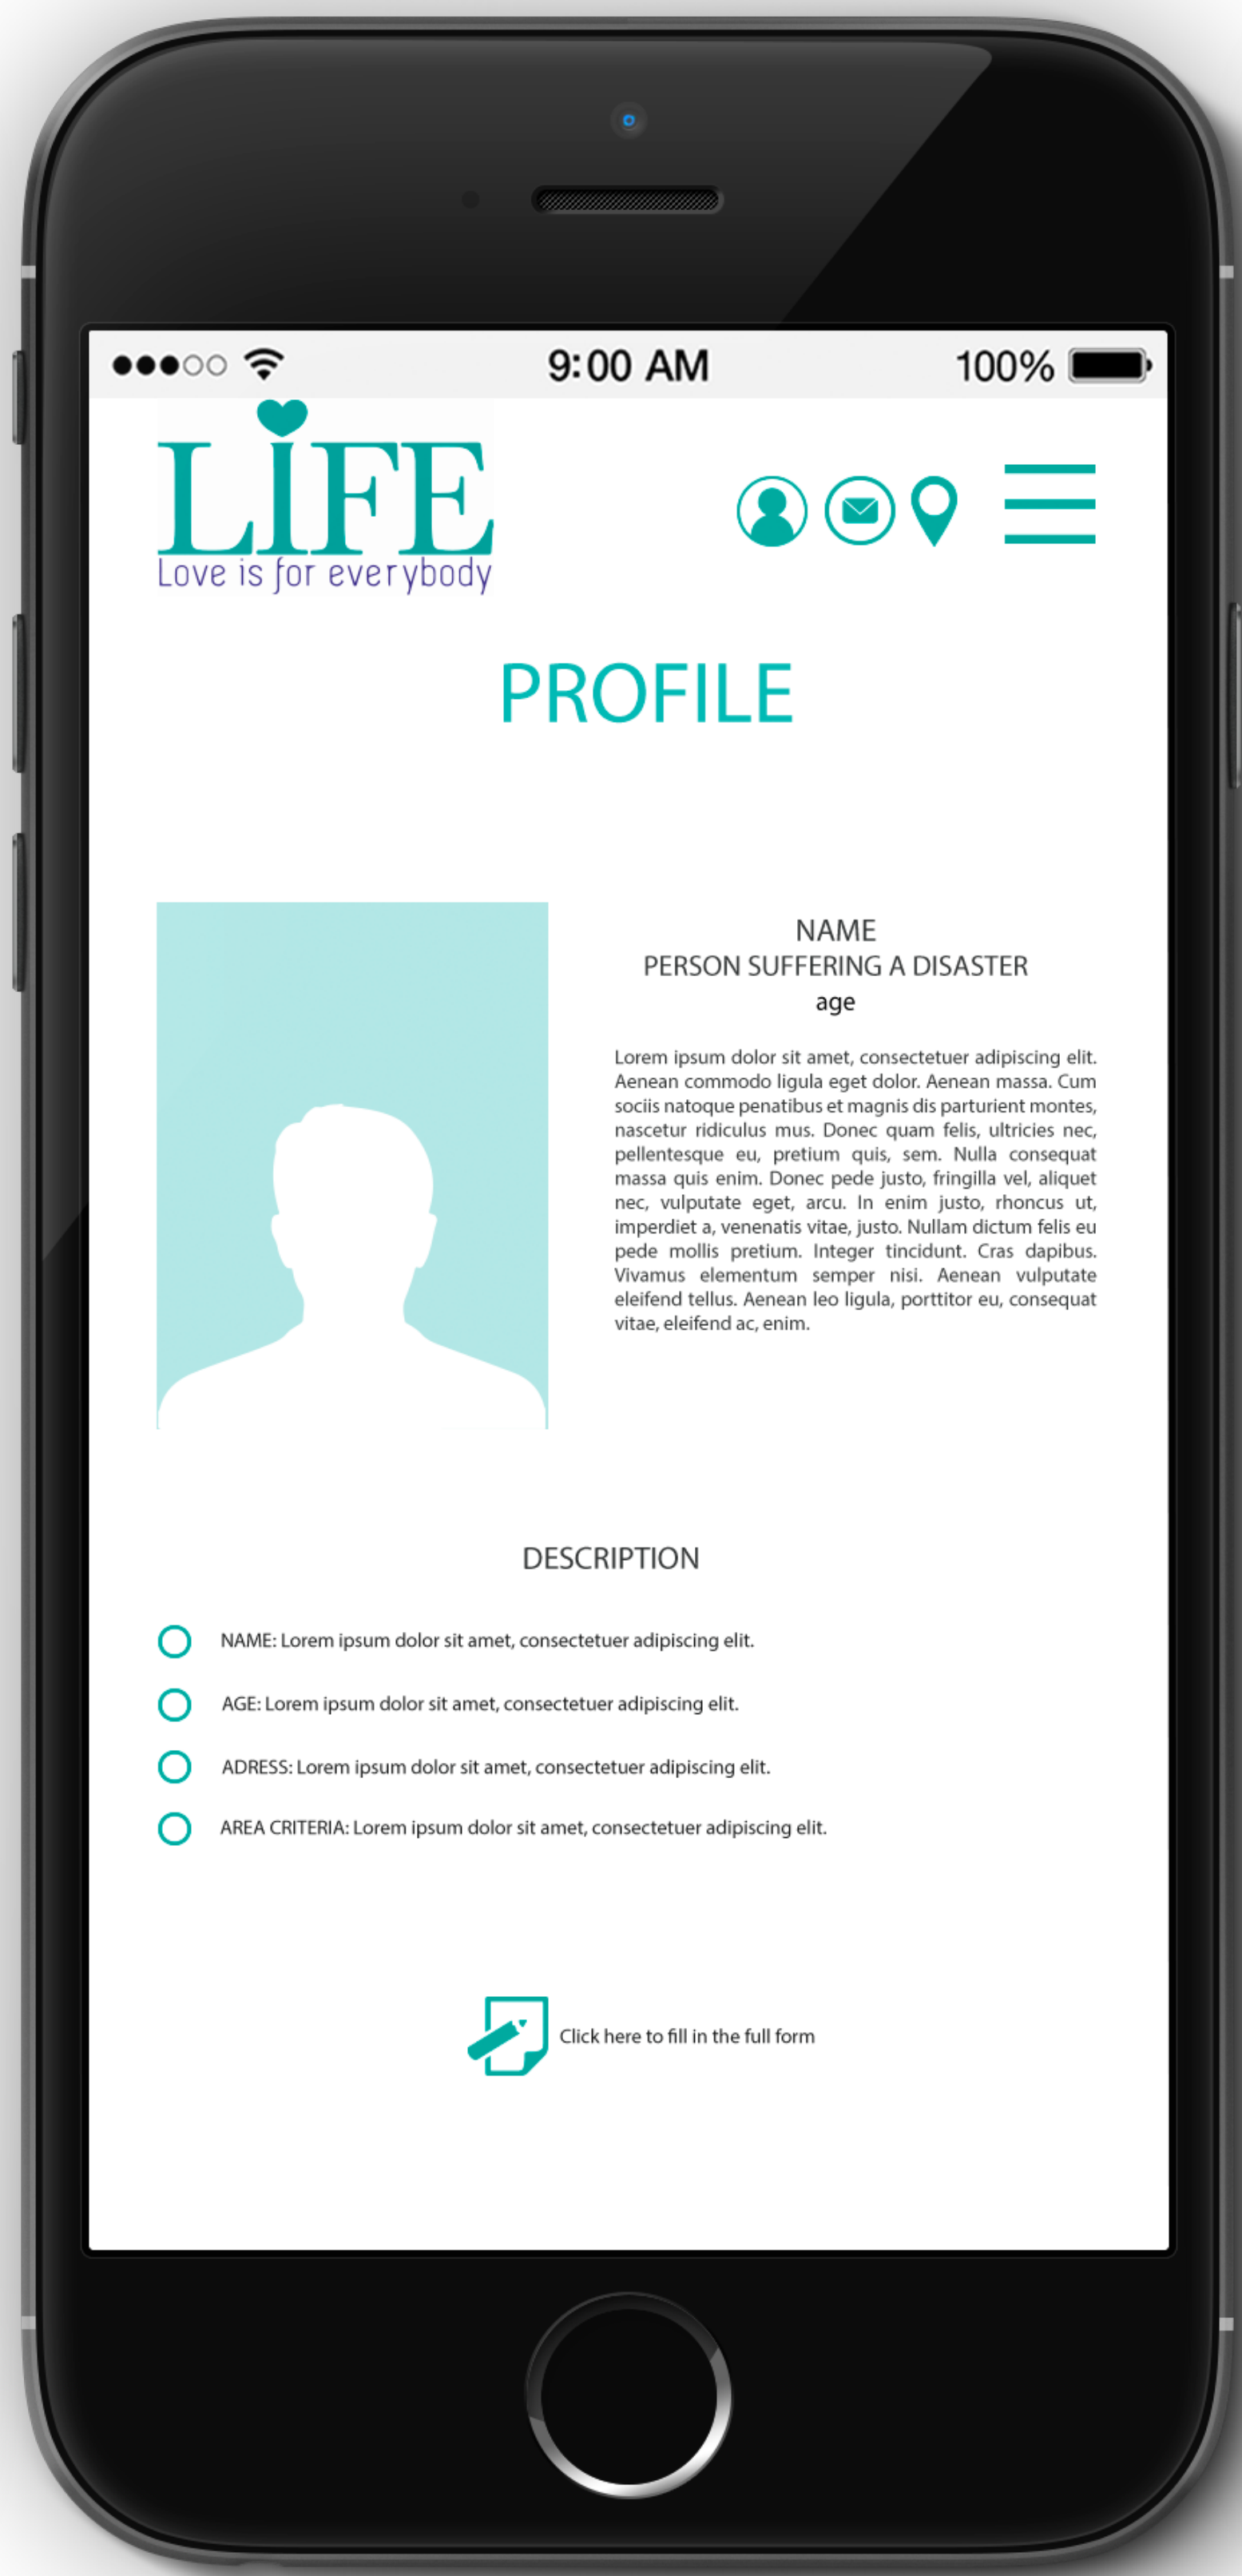 9:00 AM
100%
LIFE
Love is for everybody
PROFILE
NAME
PERSON SUFFERING A DISASTER
age
Lorem ipsum dolor sit amet, consectetuer adipiscing elit.
Aenean commodo ligula eget dolor. Aenean massa. Cum
sociis natoque penatibus et magnis dis parturient montes,
nascetur ridiculus mus. Donec quam felis, ultricies nec,
pellentesque eu, pretium quis, sem. Nulla consequat
massa quis enim. Donec pede justo, fringilla vel, aliquet
nec, vulputate eget, arcu. In enim justo, rhoncus ut,
imperdiet a, venenatis vitae, justo. Nullam dictum felis eu
pede mollis pretium. Integer tincidunt. Cras dapibus.
Vivamus elementum semper nisi. Aenean vulputate
eleifend tellus. Aenean leo ligula, porttitor eu, consequat
vitae, eleifend ac, enim.
DESCRIPTION
NAME: Lorem ipsum dolor sit amet, consectetuer adipiscing elit.
AGE: Lorem ipsum dolor sit amet, consectetuer adipiscing elit.
ADRESS: Lorem ipsum dolor sit amet, consectetuer adipiscing elit.
AREA CRITERIA: Lorem ipsum dolor sit amet, consectetuer adipiscing elit.
Click here to fill in the full form